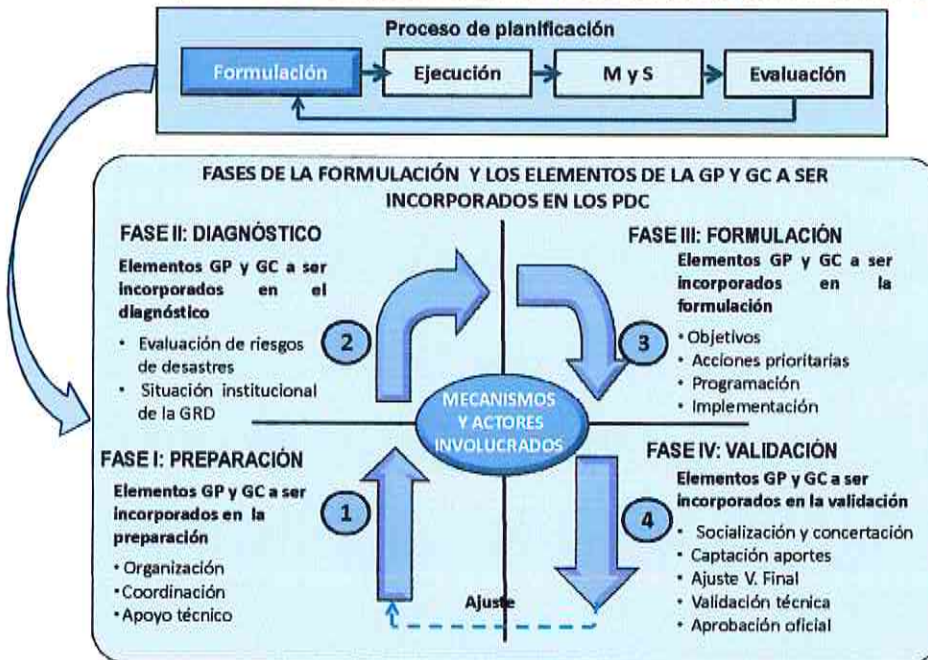 Proceso de planificación
Formulación
Ejecución
M y S
Evaluación
FASES DE LA FORMULACIÓN Y LOS ELEMENTOS DE LA GP Y GC A SER
INCORPORADOS EN LOS PDC
FASE II: DIAGNÓSTICO
Elementos GP y GC a ser
incorporados en el
diagnóstico
• Evaluación de riesgos
de desastres
• Situación institucional
de la GRD
2
FASE III: FORMULACIÓN
Elementos GP y GC a ser
incorporados en la
formulación
• Objetivos
• Acciones prioritarias
• Programación
• Implementación
3
MECANISMOS
Y ACTORES
INVOLUCRADOS
FASE I: PREPARACIÓN
Elementos GP y GC a ser
incorporados en la
preparación
• Organización
• Coordinación
• Apoyo técnico
1
FASE IV: VALIDACIÓN
Elementos GP y GC a ser
incorporados en la validación
• Socialización y concertación
• Captación aportes
• Ajuste V. Final
• Validación técnica
• Aprobación oficial
4
Ajuste